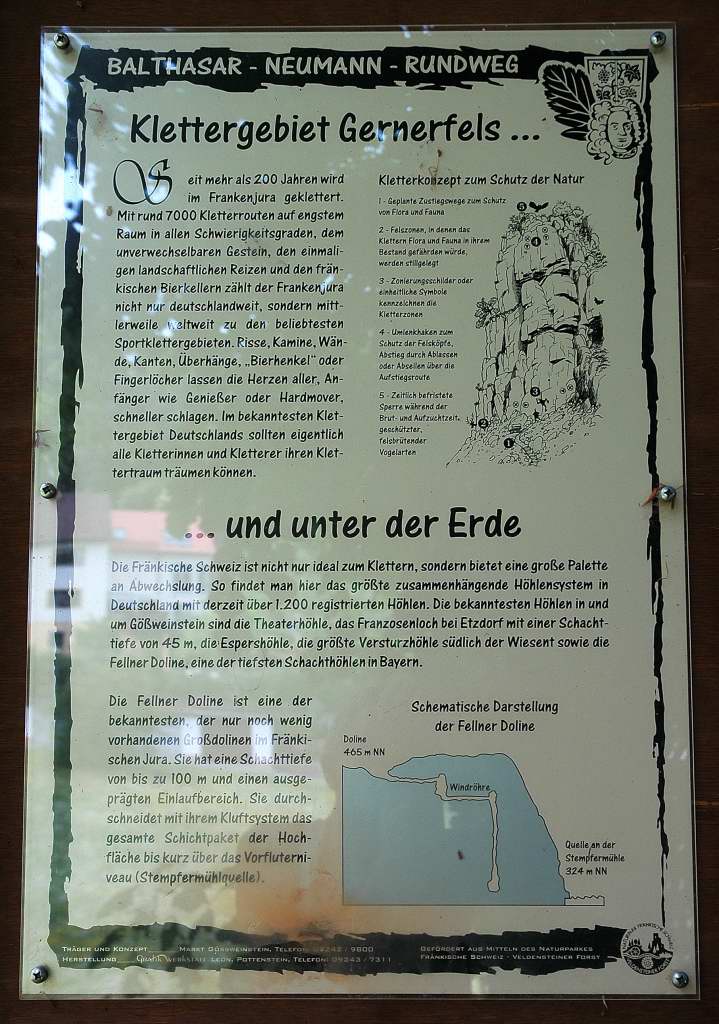 BALTHASAR - NEUMANN - RUNDWEG
Klettergebiet Gernerfels ...
Seit mehr als 200 Jahren wird
im Frankenjura geklettert.
Mit rund 7000 Kletterrouten auf engstem
Raum in allen Schwierigkeitsgraden, dem
unverwechselbaren Gestein, den einmali-
gen landschaftlichen Reizen und den frän-
kischen Bierkellern zählt der Frankenjura
nicht nur deutschlandweit, sondern mitt-
lerweile weltweit zu den beliebtesten
Sportklettergebieten. Risse, Kamine, Wän-
de, Kanten, Überhänge, „Bierhenkel“ oder
Fingerlöcher lassen die Herzen aller, An-
fänger wie Genießer oder Hardmover,
schneller schlagen. Im bekanntesten Klet-
tergebiet Deutschlands sollten eigentlich
alle Kletterinnen und Kletterer ihren Klet-
tertraum träumen können.
Kletterkonzept zum Schutz der Natur
1 - Geplante Zustiegswege zum Schutz
von Flora und Fauna
2 - Felszonen, in denen das
Klettern Flora und Fauna in ihrem
Bestand gefährden würde,
werden stillgelegt
3 - Zonierungsschilder oder
einheitliche Symbole
kennzeichnen die
Kletterzonen
4 - Umlenkhaken zum
Schutz der Felsköpfe,
Abstieg durch Ablassen
oder Abseilen über die
Aufstiegsroute
5 - Zeitlich befristete
Sperre während der
Brut- und Aufzuchtzeit
geschützter,
felsbrütender
Vogelarten
5
4
3
2
1
... und unter der Erde
Die Fränkische Schweiz ist nicht nur ideal zum Klettern, sondern bietet eine große Palette
an Abwechslung. So findet man hier das größte zusammenhängende Höhlensystem in
Deutschland mit derzeit über 1.200 registrierten Höhlen. Die bekanntesten Höhlen in und
um Gößweinstein sind die Theaterhöhle, das Franzosenloch bei Etzdorf mit einer Schacht-
tiefe von 45 m, die Espershöhle, die größte Versturzhöhle südlich der Wiesent sowie die
Fellner Doline, eine der tiefsten Schachthöhlen in Bayern.
Die Fellner Doline ist eine der
bekanntesten, der nur noch wenig
vorhandenen Großdolinen im Fränki-
schen Jura. Sie hat eine Schachttiefe
von bis zu 100 m und einen ausge-
prägten Einlaufbereich. Sie durch-
schneidet mit ihrem Kluftsystem das
gesamte Schichtpaket der Hoch-
fläche bis kurz über das Vorfluterni-
veau (Stempfermühlquelle).
Schematische Darstellung
der Fellner Doline
Doline
465 m NN
Windröhre
Quelle an der
Stempfermühle
324 m NN
TRÄGER UND KONZEPT MARKT GÖSSWEINSTEIN, TELEFON 09242 / 9800
HERSTELLUNG Grafik WERKSTATT LEON, POTTENSTEIN, TELEFON: 09243 / 7311
GEFÖRDERT AUS MITTELN DES NATURPARKES
FRÄNKISCHE SCHWEIZ - VELDENSTEINER FORST